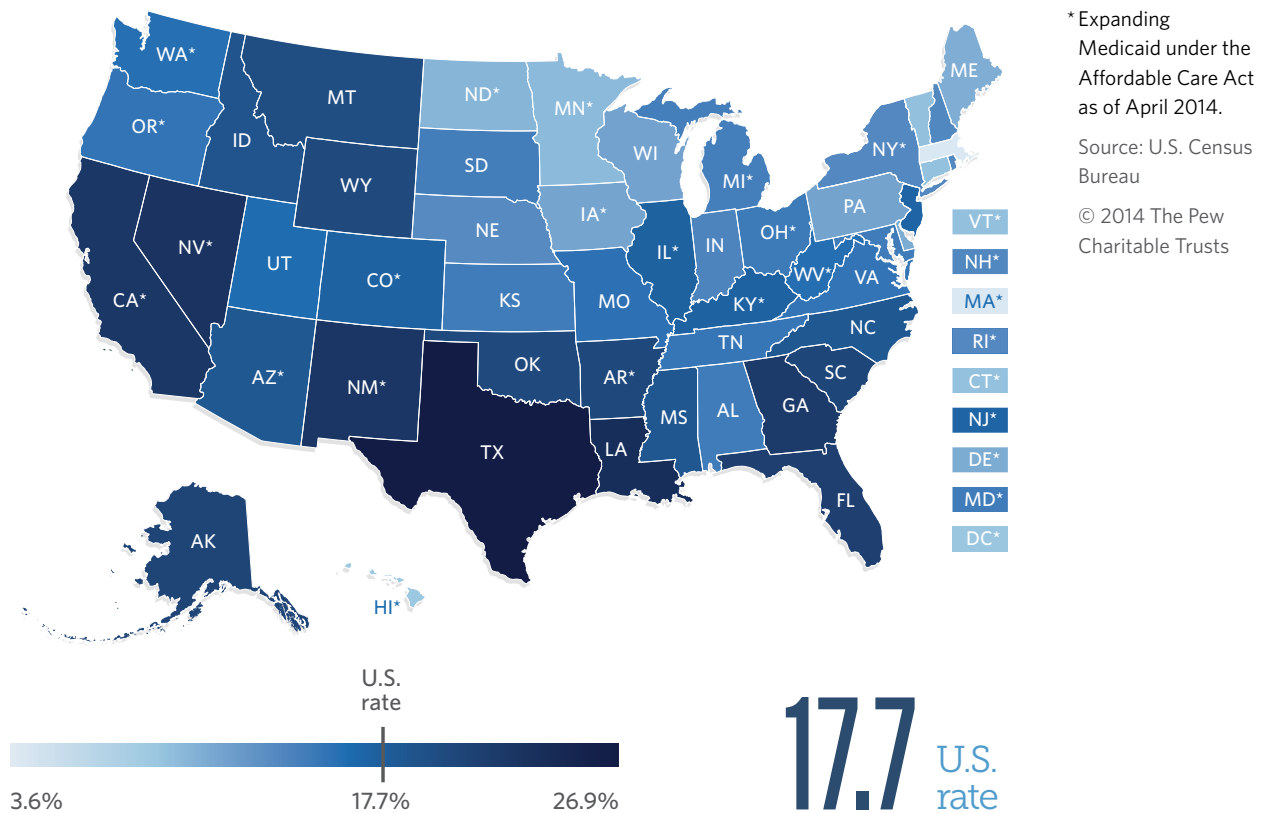 WA*
OR*
ID
MT
ND*
MN*
WI
MI*
NY*
ME
SD
WY
NE
IA*
PA
NV*
UT
CO*
KS
MO
IL*
IN
OH*
WV*
VA
KY*
CA*
AZ*
NM*
OK
AR*
TN
NC
SC
TX
LA
MS
AL
GA
FL
AK
HI*
VT*
NH*
MA*
RI*
CT*
NJ*
DE*
MD*
DC*
* Expanding
Medicaid under the
Affordable Care Act
as of April 2014.
Source: U.S. Census
Bureau
© 2014 The Pew
Charitable Trusts
U.S.
rate
3.6%
17.7%
26.9%
17.7
U.S.
rate